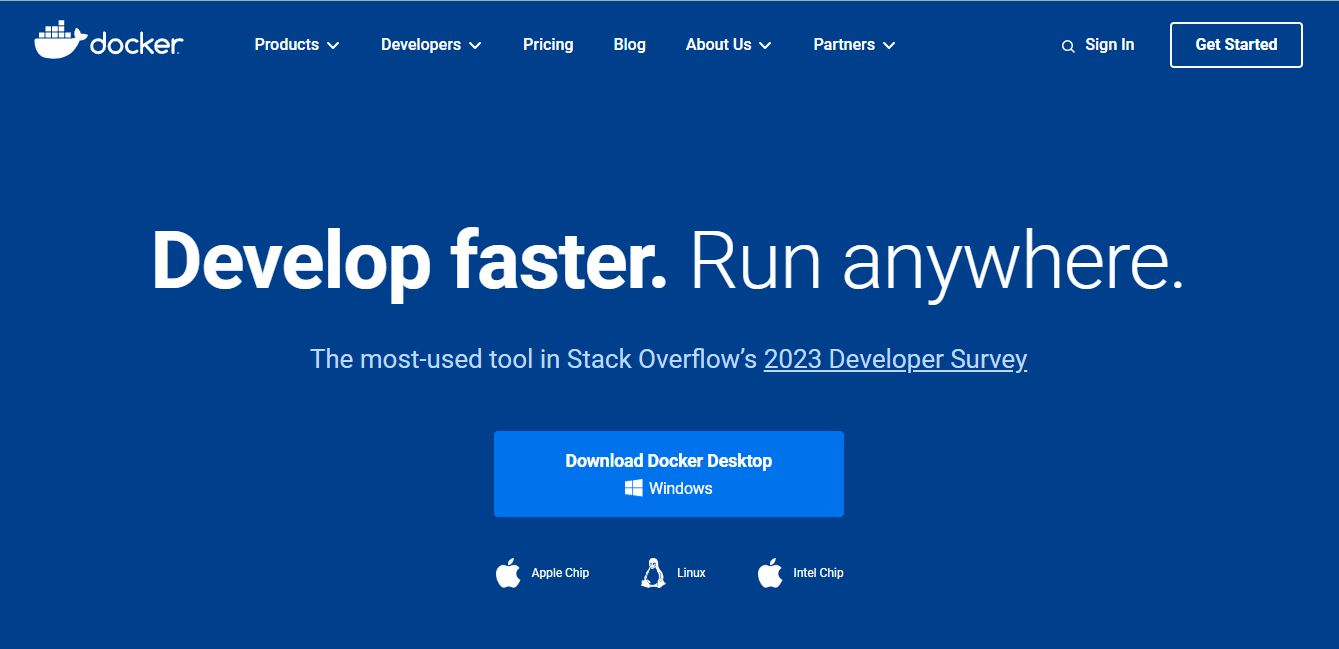 docker
Products
Developers
Pricing
Blog
About Us
Partners
Sign In
Get Started
Develop faster. Run anywhere.
The most-used tool in Stack Overflow’s 2023 Developer Survey
Download Docker Desktop
Windows
Apple Chip
Linux
Intel Chip